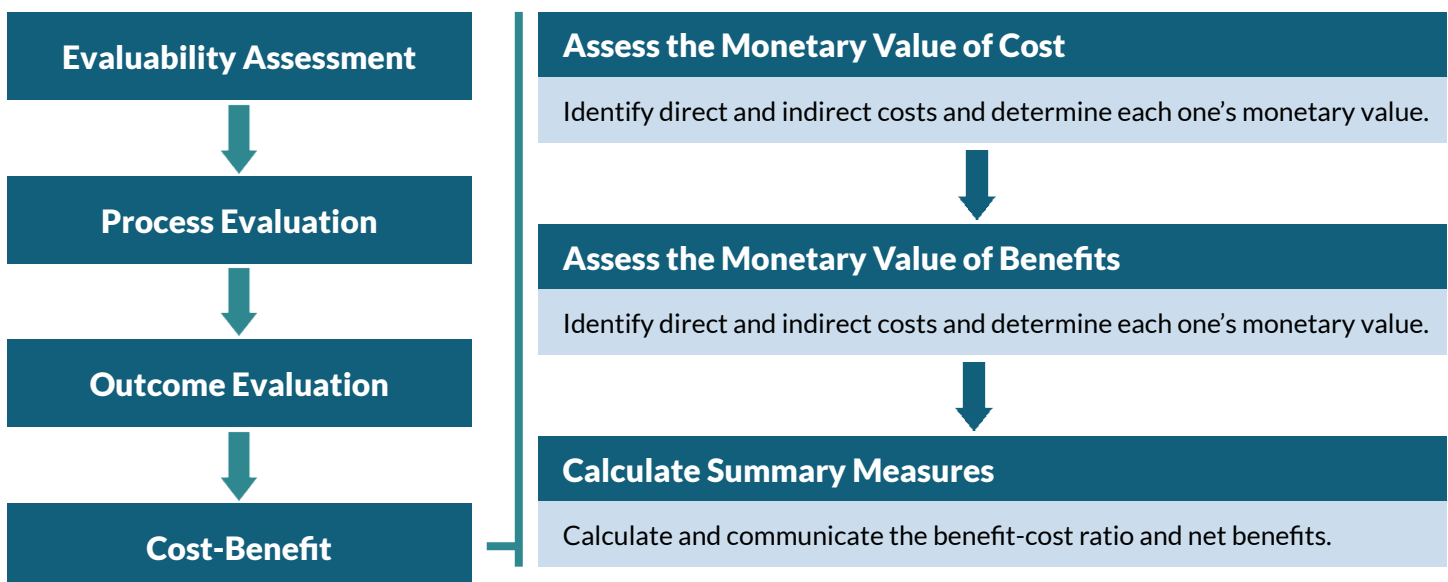 Evaluability Assessment
Process Evaluation
Outcome Evaluation
Cost-Benefit
Assess the Monetary Value of Cost
Identify direct and indirect costs and determine each one’s monetary value.
Assess the Monetary Value of Benefits
Identify direct and indirect costs and determine each one’s monetary value.
Calculate Summary Measures
Calculate and communicate the benefit-cost ratio and net benefits.